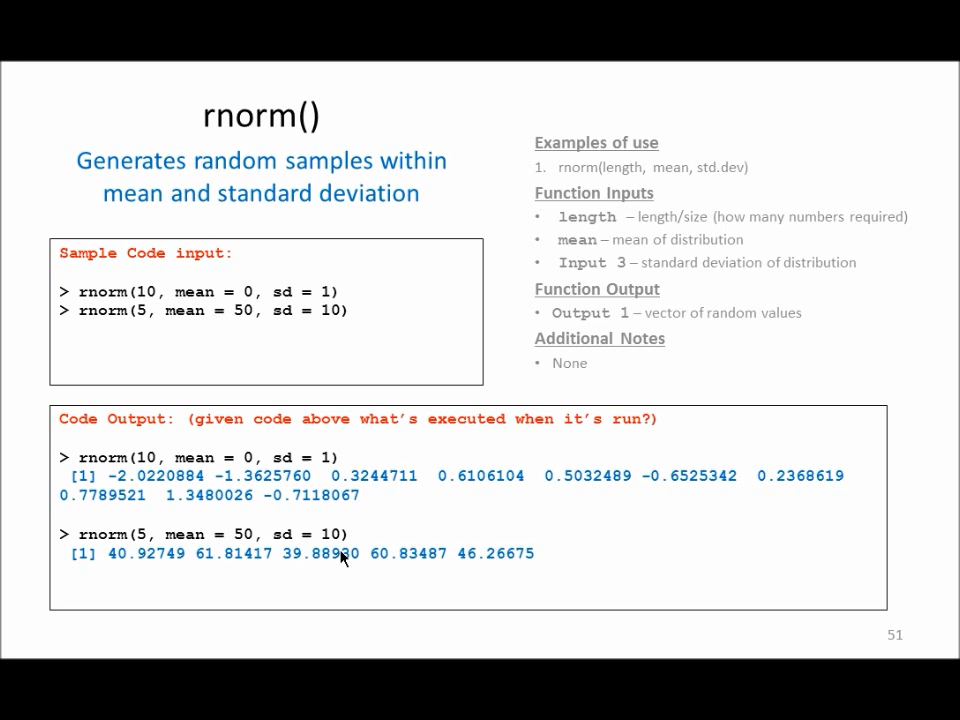 rnorm()
Generates random samples within
mean and standard deviation
Sample Code input:
> rnorm(10, mean = 0, sd = 1)
> rnorm(5, mean = 50, sd = 10)
Examples of use
1. rnorm(length, mean, std.dev)
Function Inputs
• length – length/size (how many numbers required)
• mean – mean of distribution
• Input 3 – standard deviation of distribution
Function Output
• Output 1 – vector of random values
Additional Notes
• None
Code Output: (given code above what’s executed when it’s run?)
> rnorm(10, mean = 0, sd = 1)
[1] -2.0220884 -1.3625760 0.3244711 0.6106104 0.5032489 -0.6525342 0.2368619
0.7789521 1.3480026 -0.7118067
> rnorm(5, mean = 50, sd = 10)
[1] 40.92749 61.81417 39.88930 60.83487 46.26675
51